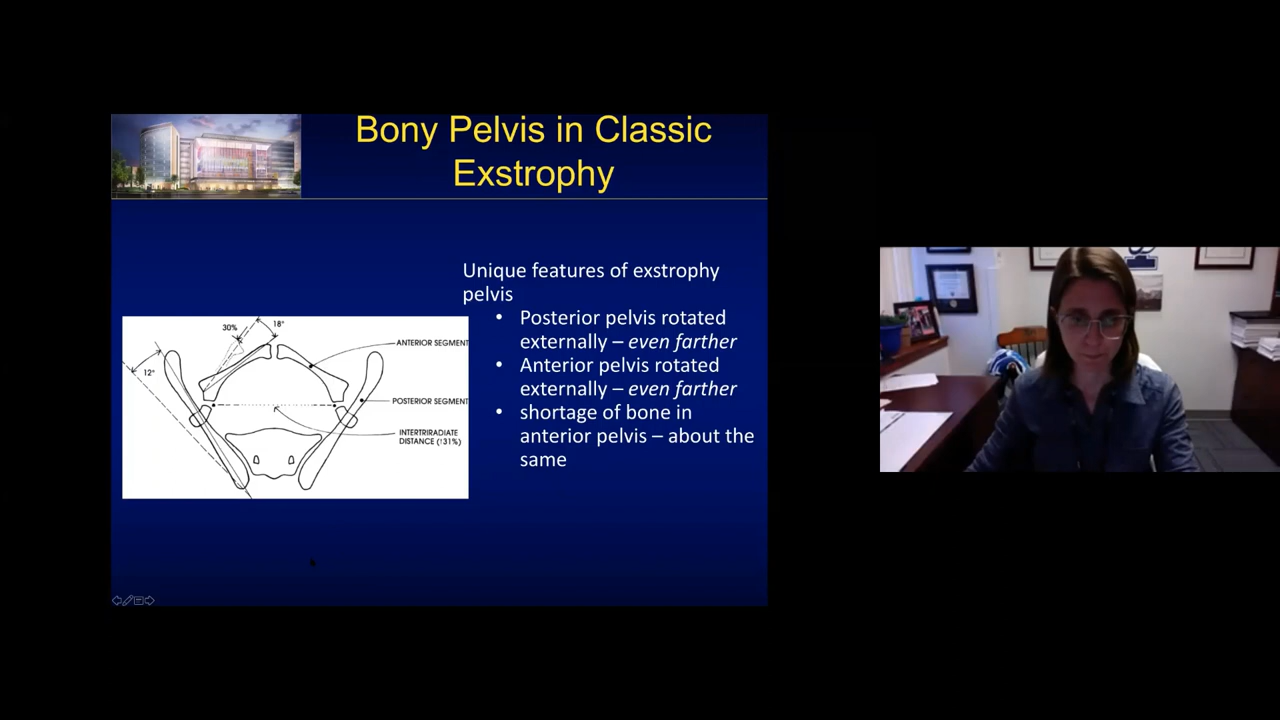 Bony Pelvis in Classic
Exstrophy
Unique features of exstrophy
pelvis
• Posterior pelvis rotated
externally – even farther
• Anterior pelvis rotated
externally – even farther
• shortage of bone in
anterior pelvis – about the
same
30%
18°
12°
ANTERIOR SEGMENT
POSTERIOR SEGMENT
INTERTRIRADIATE
DISTANCE (↑31%)